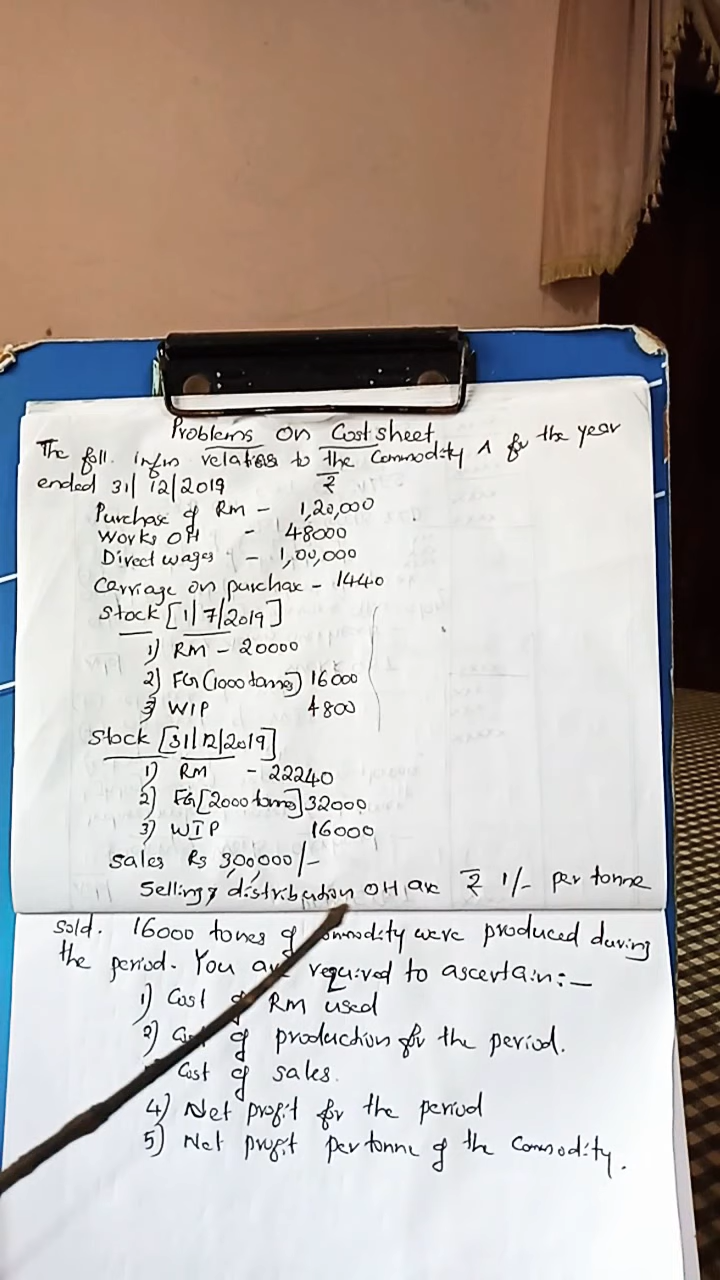 Problems on Cost sheet
The foll. infm relates to the Commodity A for the year
ended 31/12/2019 ₹
Purchase of RM - 1,20,000
Works OH - 48000
Direct wages - 1,00,000
Carriage on purchase - 1440
Stock [1/7/2019]
1) RM - 20000
2) FG (1000 tonnes) 16000
3) WIP 4800
Stock [31/12/2019]
1) RM - 22240
2) FG [2000 tonnes] 32000
3) WIP 16000
Sales Rs 3,00,000/-
Selling & distribution OH are ₹ 1/- per tonne
sold. 16000 tones of commodity were produced during
the period. You are required to ascertain:-
1) Cost of RM used
2) Cost of production for the period.
Cost of sales.
4) Net profit for the period
5) Net profit per tonne of the Commodity.